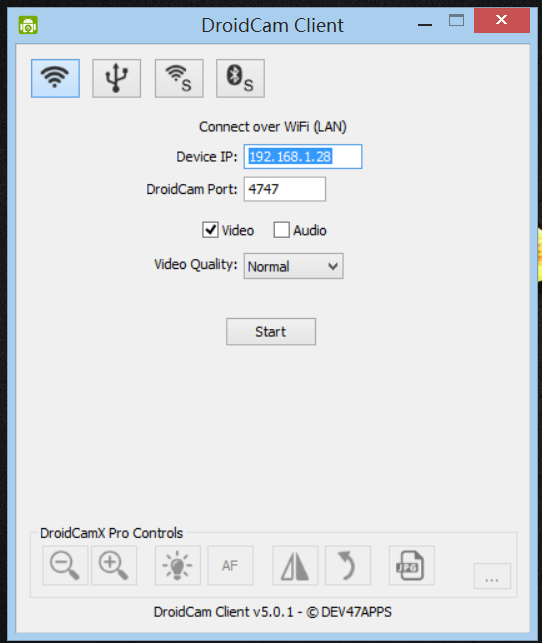 DroidCam Client
S
S
Connect over WiFi (LAN)
Device IP: 192.168.1.28
DroidCam Port: 4747
Video Audio
Video Quality: Normal
Start
DroidCamX Pro Controls
AF JPG ...
DroidCam Client v5.0.1 - © DEV47APPS